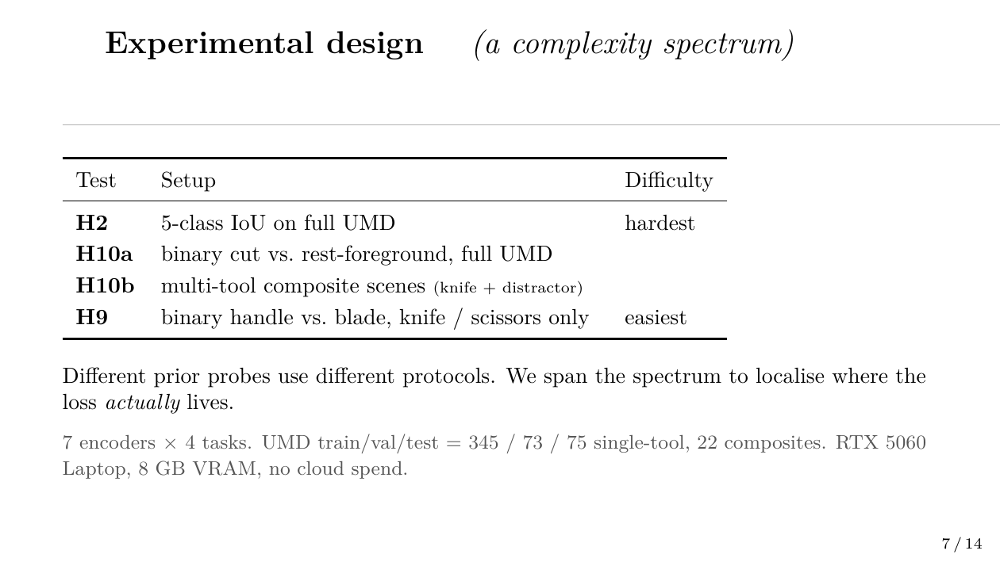 Experimental design (a complexity spectrum)
Test Setup Difficulty
H2 5-class IoU on full UMD hardest
H10a binary cut vs. rest-foreground, full UMD
H10b multi-tool composite scenes (knife + distractor)
H9 binary handle vs. blade, knife / scissors only easiest
Different prior probes use different protocols. We span the spectrum to localise where the
loss actually lives.
7 encoders × 4 tasks. UMD train/val/test = 345 / 73 / 75 single-tool, 22 composites. RTX 5060
Laptop, 8 GB VRAM, no cloud spend.
7 / 14